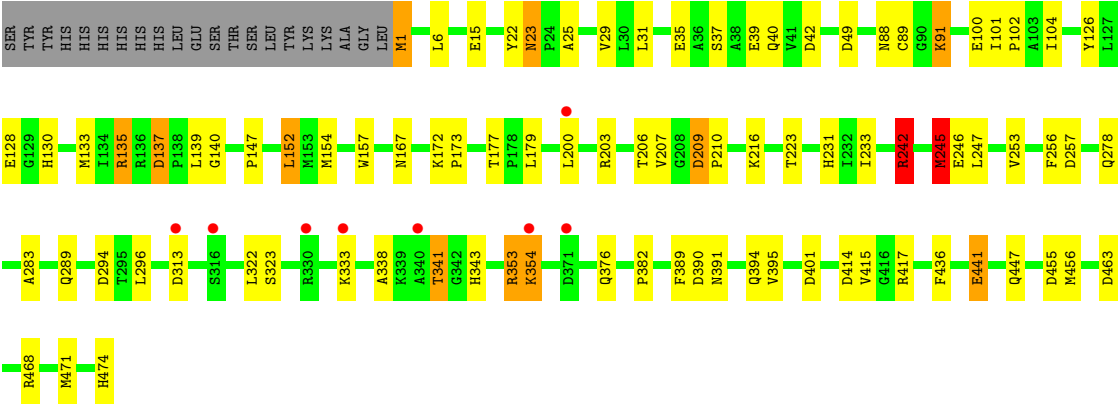 SER TYR TYR HIS HIS HIS HIS HIS HIS LEU GLU SER THR SER LEU TYR LYS LYS ALA GLY LEU M1 L6 E15 Y22 N23 P24 A25 V29 L30 L31 E35 A36 S37 A38 E39 Q40 V41 D42 D49 N88 C89 G90 K91 E100 I101 P102 A103 I104 Y126 L127
E128 G129 H130 M133 I134 R135 R136 D137 P138 L139 G140 P147 L152 M153 M154 W157 N167 K172 P173 T177 P178 L179 L200 R203 T206 V207 G208 D209 P210 K216 T223 H231 I232 I233 R242 M245 E246 L247 V253 F256 D257 Q278
A283 Q289 D294 T295 L296 D313 S316 L322 S323 R330 K333 A338 K339 A340 T341 G342 H343 R353 K354 D371 Q376 P382 F389 D390 N391 Q394 V395 D401 D414 V415 G416 R417 F436 E441 Q447 D455 M456 D463
R468 M471 H474